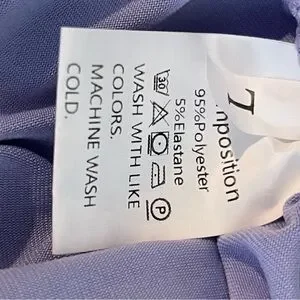 L
mposition
95%Polyester
5%Elastane
30
P
WASH WITH LIKE
COLORS.
MACHINE WASH
COLD.